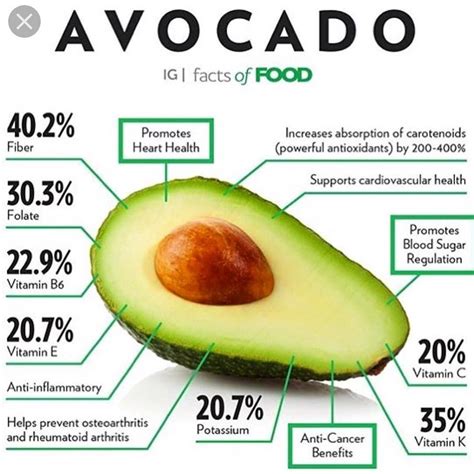 AVOCADO
IG| facts of FOOD
40.2%
Fiber
Promotes
Heart Health
Increases absorption of carotenoids
(powerful antioxidants) by 200-400%
30.3%
Folate
Supports cardiovascular health
Promotes
Blood Sugar
Regulation
22.9%
Vitamin B6
20.7%
Vitamin E
20%
Vitamin C
Anti-inflammatory
Helps prevent osteoarthritis
and rheumatoid arthritis
20.7%
Potassium
Anti-Cancer
Benefits
35%
Vitamin K